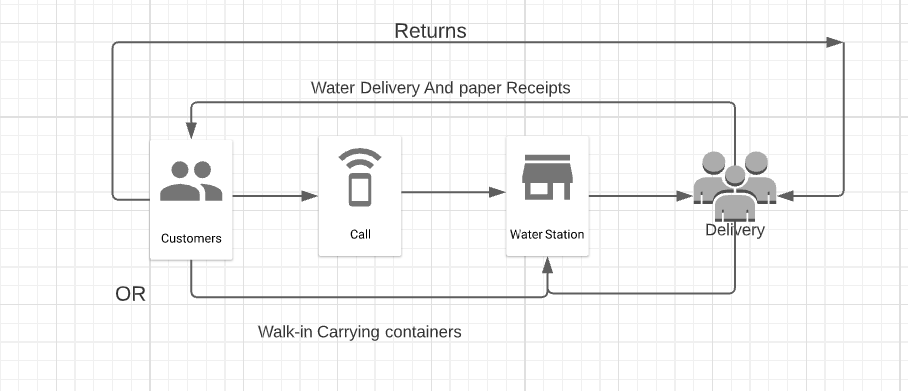 Returns
Water Delivery And paper Receipts
Customers
Call
Water Station
Delivery
OR
Walk-in Carrying containers